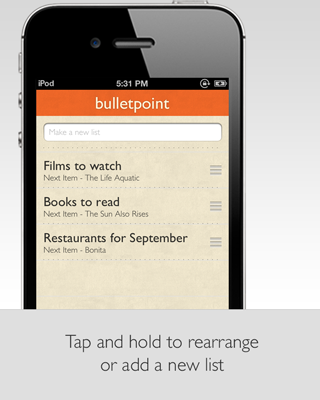 iPod 5:31 PM
bulletpoint
Make a new list
Films to watch
Next Item - The Life Aquatic
Books to read
Next Item - The Sun Also Rises
Restaurants for September
Next Item - Bonita
Tap and hold to rearrange
or add a new list